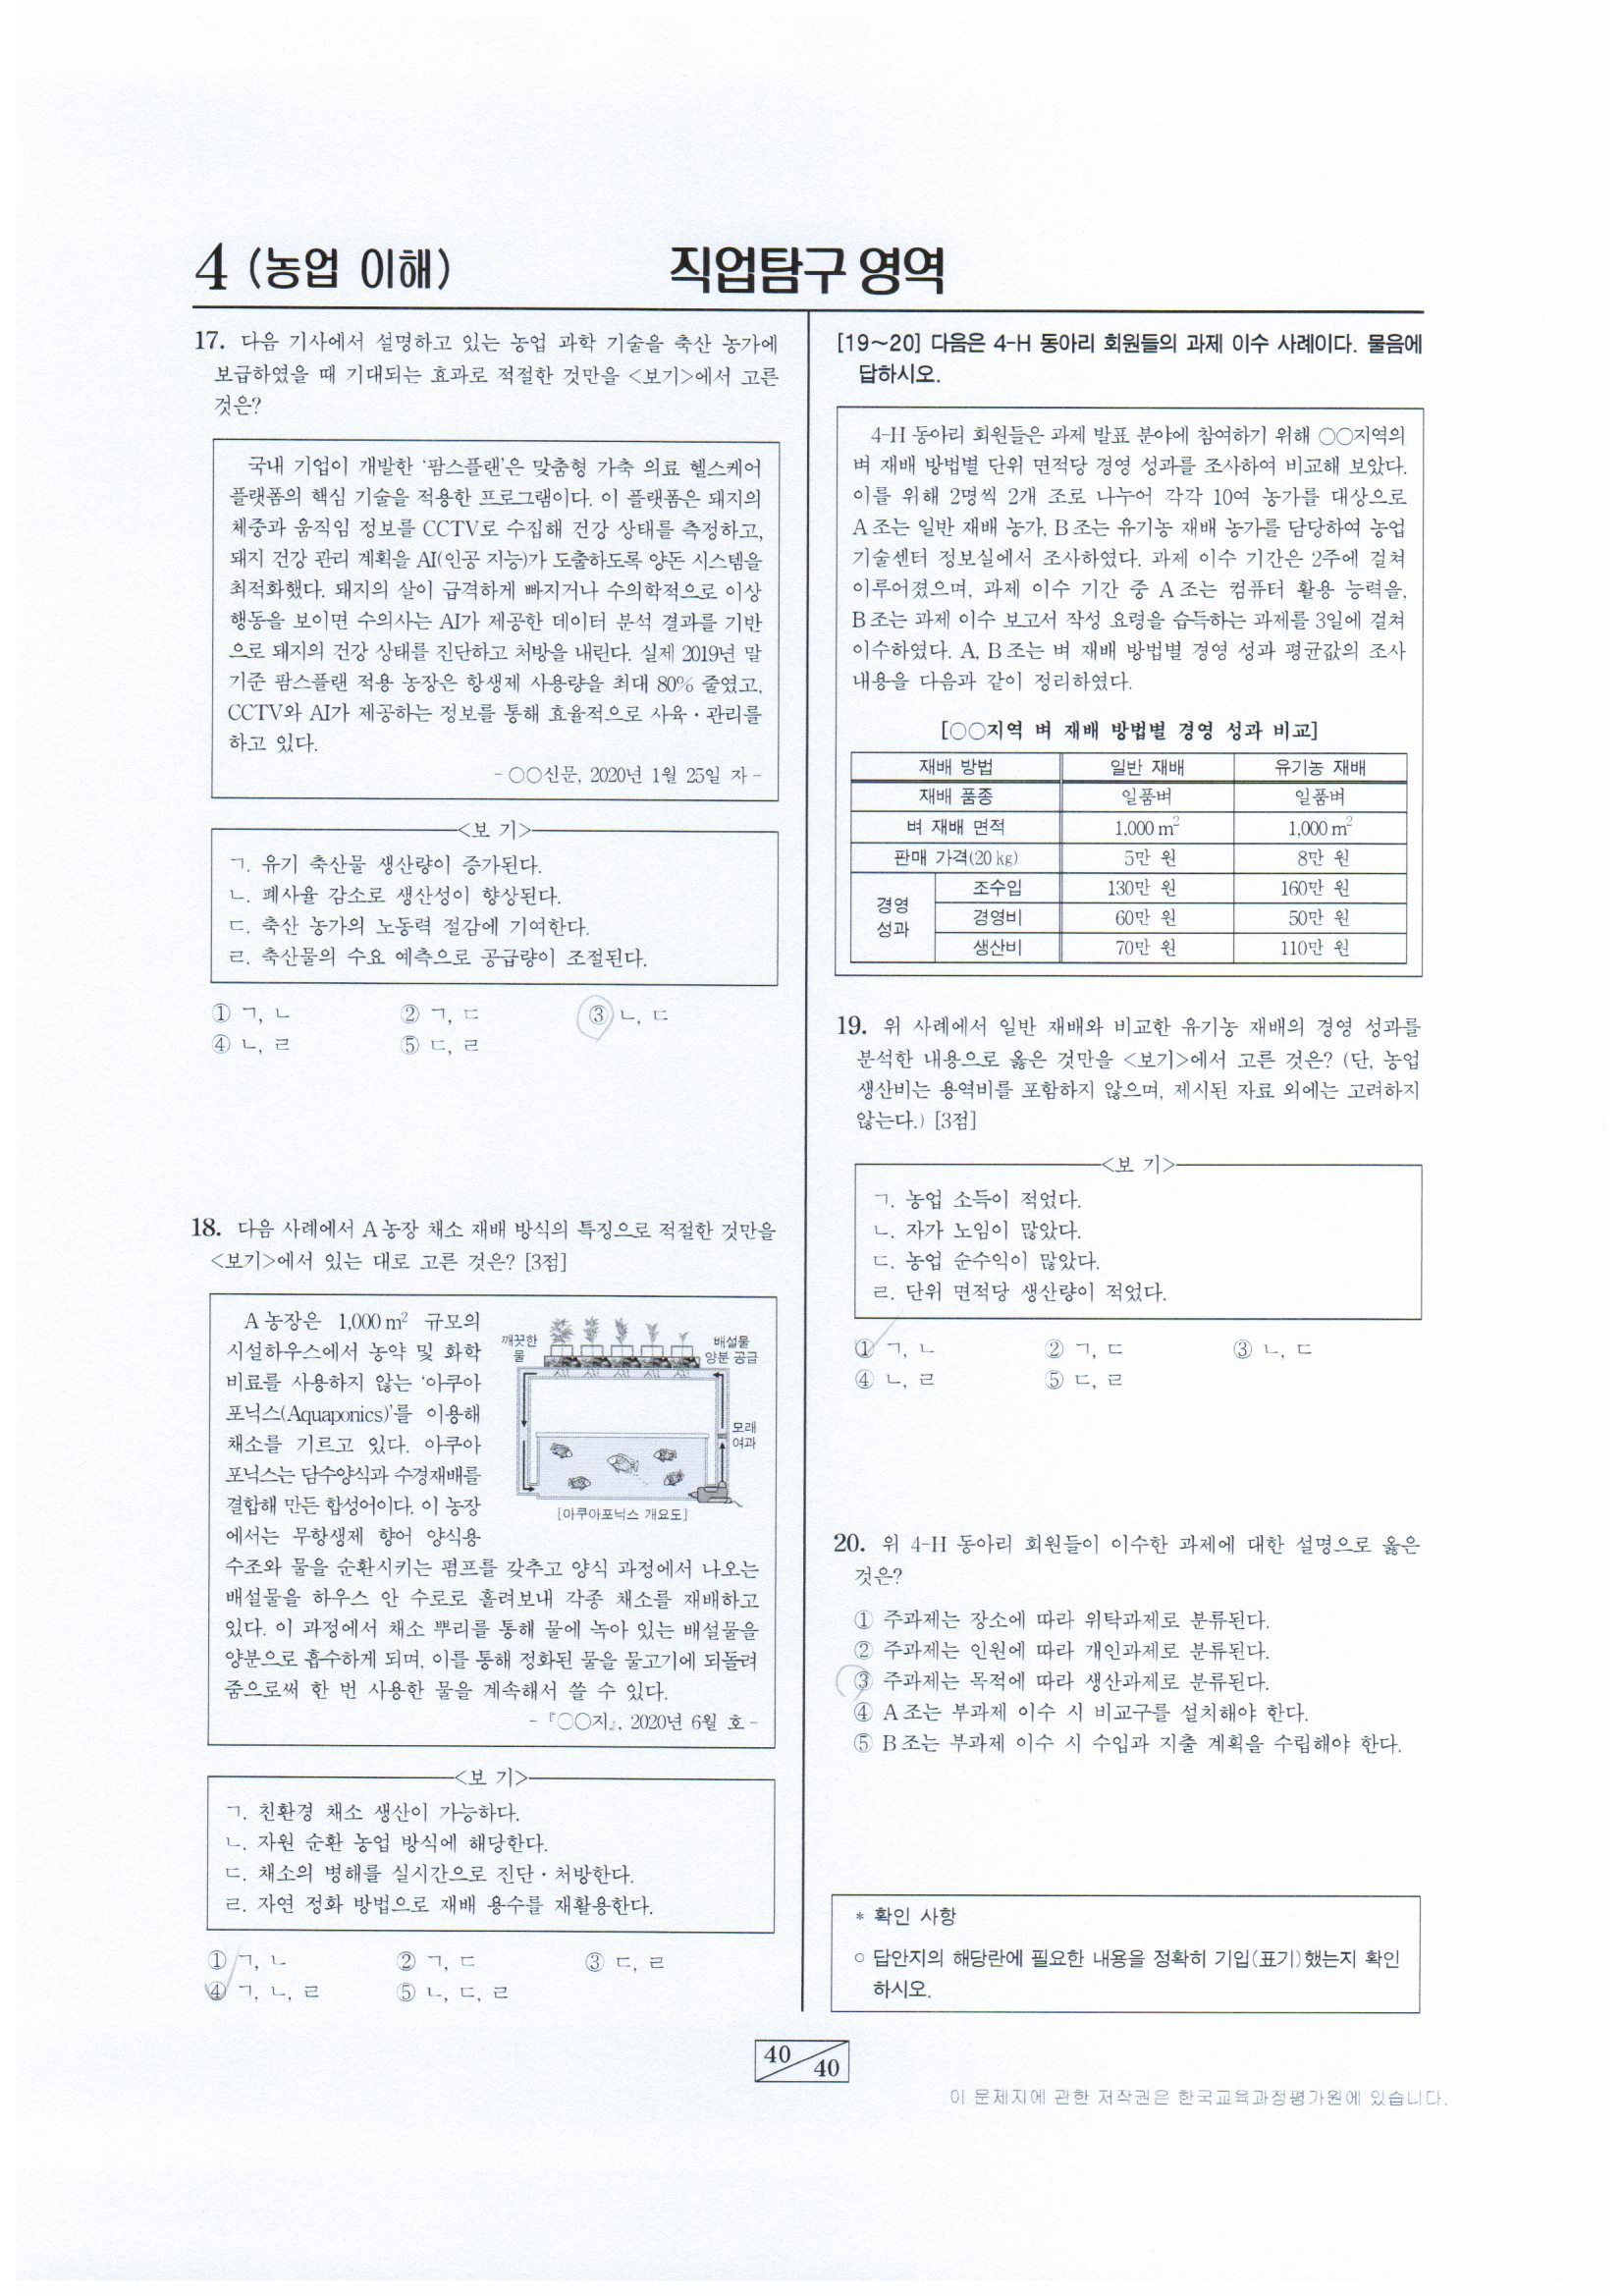 4 (농업 이해)
직업탐구 영역
17. 다음 기사에서 설명하고 있는 농업 과학 기술을 축산 농가에
보급하였을 때 기대되는 효과로 적절한 것만을 <보기>에서 고른
것은?
국내 기업이 개발한 '팜스플랜'은 맞춤형 가축 의료 헬스케어
플랫폼의 핵심 기술을 적용한 프로그램이다. 이 플랫폼은 돼지의
체중과 움직임 정보를 CCTV로 수집해 건강 상태를 측정하고,
돼지 건강 관리 계획을 AI(인공 지능)가 도출하도록 양돈 시스템을
최적화했다. 돼지의 살이 급격하게 빠지거나 수의학적으로 이상
행동을 보이면 수의사는 AI가 제공한 데이터 분석 결과를 기반
으로 돼지의 건강 상태를 진단하고 처방을 내린다. 실제 2019년 말
기준 팜스플랜 적용 농장은 항생제 사용량을 최대 80% 줄였고,
CCTV와 AI가 제공하는 정보를 통해 효율적으로 사육·관리를
하고 있다.
- ○○신문, 2020년 1월 25일 자 -
<보 기>
ㄱ. 유기 축산물 생산량이 증가된다.
ㄴ. 폐사율 감소로 생산성이 향상된다.
ㄷ. 축산 농가의 노동력 절감에 기여한다.
ㄹ. 축산물의 수요 예측으로 공급량이 조절된다.
① ㄱ, ㄴ ② ㄱ, ㄷ ③ ㄴ, ㄷ
④ ㄴ, ㄹ ⑤ ㄷ, ㄹ
18. 다음 사례에서 A 농장 채소 재배 방식의 특징으로 적절한 것만을
<보기>에서 있는 대로 고른 것은? [3점]
A 농장은 1,000 m² 규모의
시설하우스에서 농약 및 화학
비료를 사용하지 않는 '아쿠아
포닉스(Aquaponics)'를 이용해
채소를 기르고 있다. 아쿠아
포닉스는 담수양식과 수경재배를
결합해 만든 합성어이다. 이 농장
에서는 무항생제 향어 양식용
수조와 물을 순환시키는 펌프를 갖추고 양식 과정에서 나오는
배설물을 하우스 안 수로로 흘려보내 각종 채소를 재배하고
있다. 이 과정에서 채소 뿌리를 통해 물에 녹아 있는 배설물을
양분으로 흡수하게 되며, 이를 통해 정화된 물을 물고기에 되돌려
줌으로써 한 번 사용한 물을 계속해서 쓸 수 있다.
- 『○○지』, 2020년 6월 호 -
깨끗한
물
배설물
양분 공급
모래
여과
[아쿠아포닉스 개요도]
<보 기>
ㄱ. 친환경 채소 생산이 가능하다.
ㄴ. 자원 순환 농업 방식에 해당한다.
ㄷ. 채소의 병해를 실시간으로 진단·처방한다.
ㄹ. 자연 정화 방법으로 재배 용수를 재활용한다.
① ㄱ, ㄴ ② ㄱ, ㄷ ③ ㄷ, ㄹ
④ ㄱ, ㄴ, ㄹ ⑤ ㄴ, ㄷ, ㄹ
[19~20] 다음은 4-H 동아리 회원들의 과제 이수 사례이다. 물음에
답하시오.
4-H 동아리 회원들은 과제 발표 분야에 참여하기 위해 ○○지역의
벼 재배 방법별 단위 면적당 경영 성과를 조사하여 비교해 보았다.
이를 위해 2명씩 2개 조로 나누어 각각 10여 농가를 대상으로
A 조는 일반 재배 농가, B 조는 유기농 재배 농가를 담당하여 농업
기술센터 정보실에서 조사하였다. 과제 이수 기간은 2주에 걸쳐
이루어졌으며, 과제 이수 기간 중 A 조는 컴퓨터 활용 능력을,
B 조는 과제 이수 보고서 작성 요령을 습득하는 과제를 3일에 걸쳐
이수하였다. A, B 조는 벼 재배 방법별 경영 성과 평균값의 조사
내용을 다음과 같이 정리하였다.
[○○지역 벼 재배 방법별 경영 성과 비교]
재배 방법 일반 재배 유기농 재배
재배 품종 일품벼 일품벼
벼 재배 면적 1,000 m² 1,000 m²
판매 가격(20 kg) 5만 원 8만 원
경영
성과
조수입 130만 원 160만 원
경영비 60만 원 50만 원
생산비 70만 원 110만 원
19. 위 사례에서 일반 재배와 비교한 유기농 재배의 경영 성과를
분석한 내용으로 옳은 것만을 <보기>에서 고른 것은? (단, 농업
생산비는 용역비를 포함하지 않으며, 제시된 자료 외에는 고려하지
않는다.) [3점]
<보 기>
ㄱ. 농업 소득이 적었다.
ㄴ. 자가 노임이 많았다.
ㄷ. 농업 순수익이 많았다.
ㄹ. 단위 면적당 생산량이 적었다.
① ㄱ, ㄴ ② ㄱ, ㄷ ③ ㄴ, ㄷ
④ ㄴ, ㄹ ⑤ ㄷ, ㄹ
20. 위 4-H 동아리 회원들이 이수한 과제에 대한 설명으로 옳은
것은?
① 주과제는 장소에 따라 위탁과제로 분류된다.
② 주과제는 인원에 따라 개인과제로 분류된다.
③ 주과제는 목적에 따라 생산과제로 분류된다.
④ A 조는 부과제 이수 시 비교구를 설치해야 한다.
⑤ B 조는 부과제 이수 시 수입과 지출 계획을 수립해야 한다.
* 확인 사항
○ 답안지의 해당란에 필요한 내용을 정확히 기입(표기)했는지 확인
하시오.
40
40
이 문제지에 관한 저작권은 한국교육과정평가원에 있습니다.